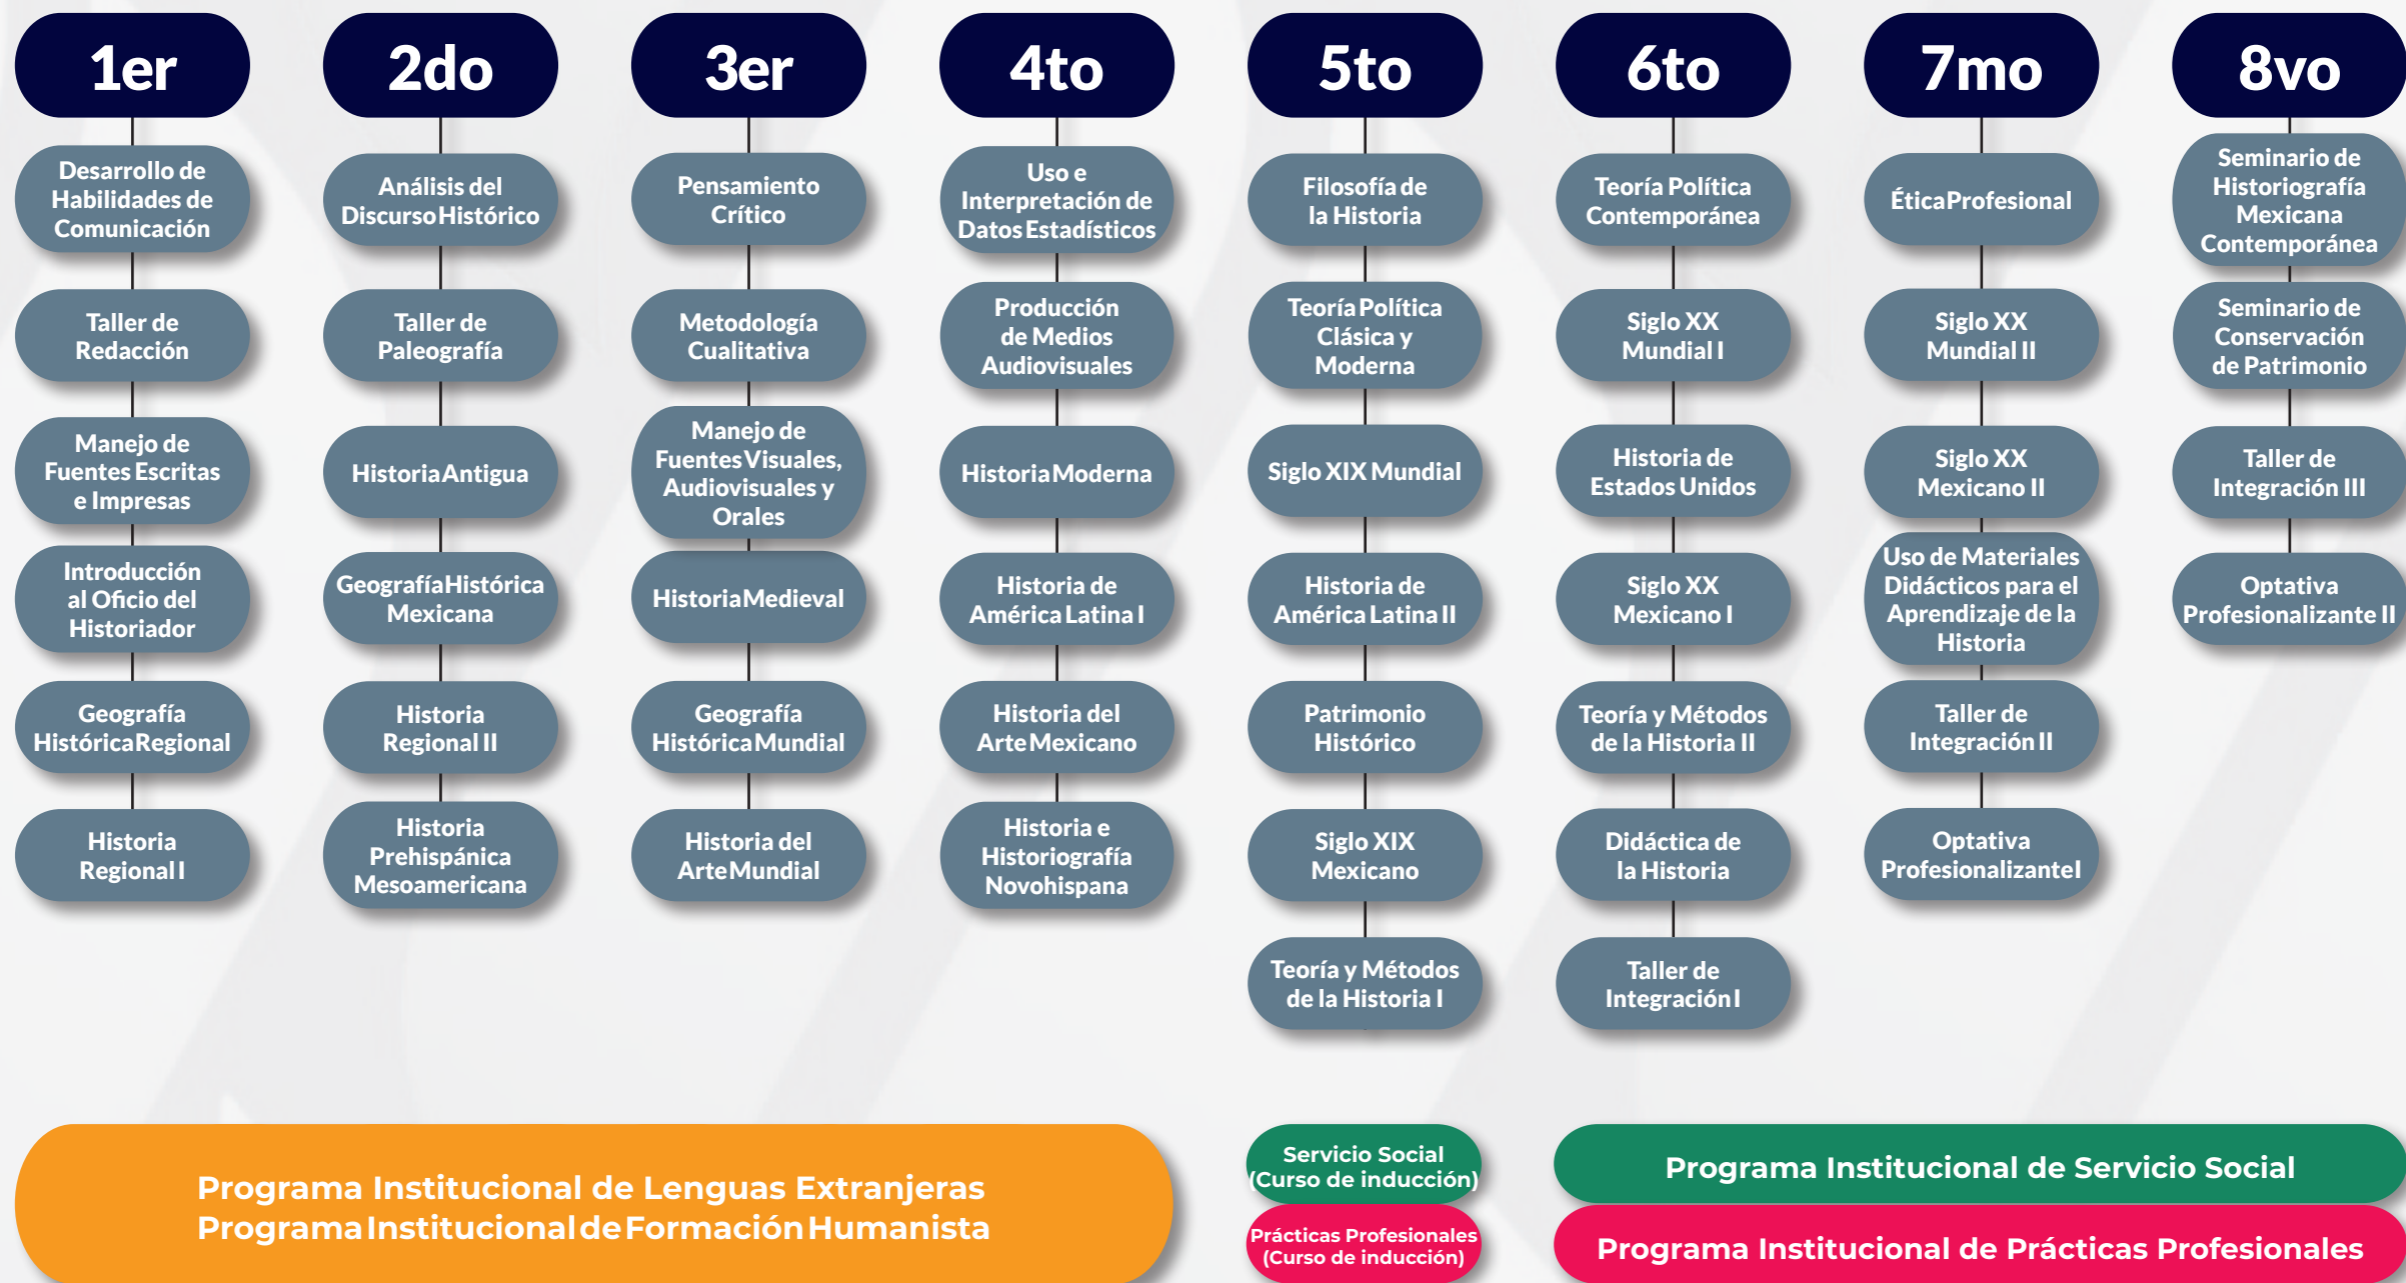 1er
Desarrollo de
Habilidades de
Comunicación
Taller de
Redacción
Manejo de
Fuentes Escritas
e Impresas
Introducción
al Oficio del
Historiador
Geografía
Histórica Regional
Historia
Regional I
2do
Análisis del
Discurso Histórico
Taller de
Paleografía
Historia Antigua
Geografía Histórica
Mexicana
Historia
Regional II
Historia
Prehispánica
Mesoamericana
3er
Pensamiento
Crítico
Metodología
Cualitativa
Manejo de
Fuentes Visuales,
Audiovisuales y
Orales
Historia Medieval
Geografía
Histórica Mundial
Historia del
Arte Mundial
4to
Uso e
Interpretación de
Datos Estadísticos
Producción
de Medios
Audiovisuales
Historia Moderna
Historia de
América Latina I
Historia del
Arte Mexicano
Historia e
Historiografía
Novohispana
5to
Filosofía de
la Historia
Teoría Política
Clásica y
Moderna
Siglo XIX Mundial
Historia de
América Latina II
Patrimonio
Histórico
Siglo XIX
Mexicano
Teoría y Métodos
de la Historia I
6to
Teoría Política
Contemporánea
Siglo XX
Mundial I
Historia de
Estados Unidos
Siglo XX
Mexicano I
Teoría y Métodos
de la Historia II
Didáctica de
la Historia
Taller de
Integración I
7mo
Ética Profesional
Siglo XX
Mundial II
Siglo XX
Mexicano II
Uso de Materiales
Didácticos para el
Aprendizaje de la
Historia
Taller de
Integración II
Optativa
Profesionalizante I
8vo
Seminario de
Historiografía
Mexicana
Contemporánea
Seminario de
Conservación
de Patrimonio
Taller de
Integración III
Optativa
Profesionalizante II
Programa Institucional de Lenguas Extranjeras
Programa Institucional de Formación Humanista
Servicio Social
(Curso de inducción)
Prácticas Profesionales
(Curso de inducción)
Programa Institucional de Servicio Social
Programa Institucional de Prácticas Profesionales